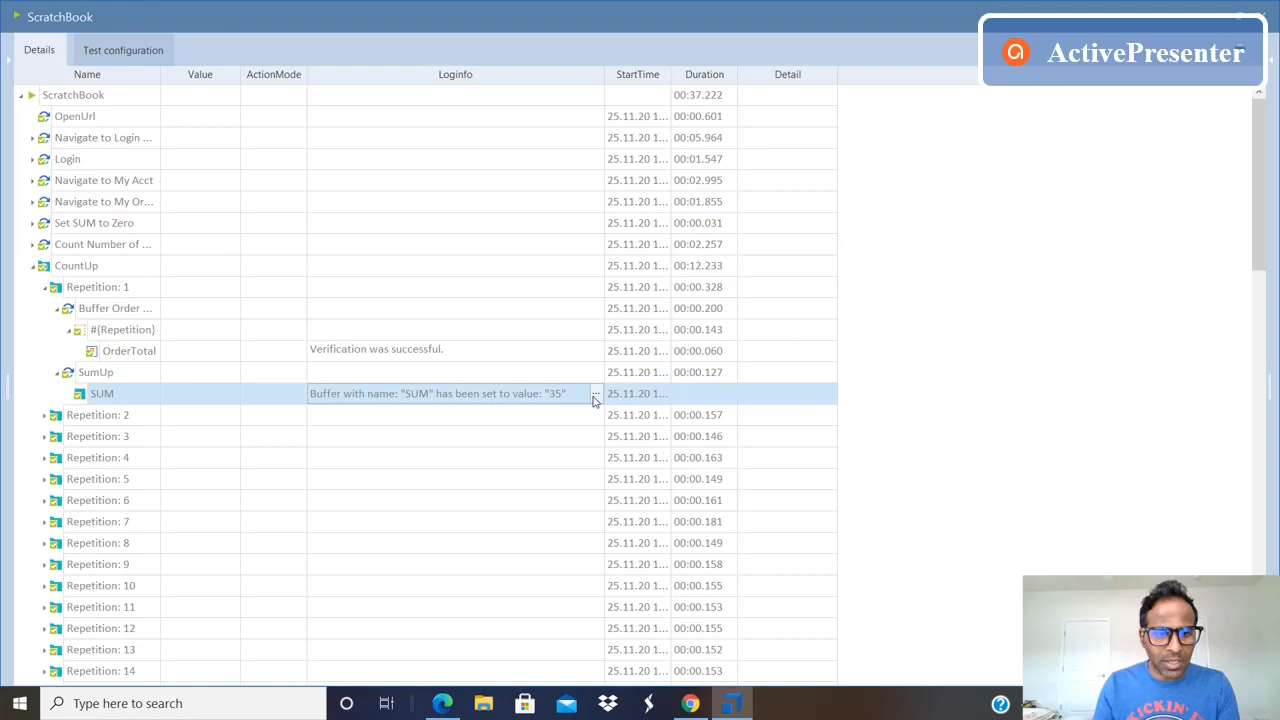 ScratchBook
ActivePresenter
Details
Test configuration
Name Value ActionMode Loginfo StartTime Duration Detail
ScratchBook 00:37.222
OpenUrl 25.11.20 1... 00:00.601
Navigate to Login ... 25.11.20 1... 00:05.964
Login 25.11.20 1... 00:01.547
Navigate to My Acct 25.11.20 1... 00:02.995
Navigate to My Or... 25.11.20 1... 00:01.855
Set SUM to Zero 25.11.20 1... 00:00.031
Count Number of ... 25.11.20 1... 00:02.257
CountUp 25.11.20 1... 00:12.233
Repetition: 1 25.11.20 1... 00:00.328
Buffer Order ... 25.11.20 1... 00:00.200
#{Repetition} 25.11.20 1... 00:00.143
OrderTotal Verification was successful. 25.11.20 1... 00:00.060
SumUp 25.11.20 1... 00:00.127
SUM Buffer with name: "SUM" has been set to value: "35" ... 25.11.20 1...
Repetition: 2 25.11.20 1... 00:00.157
Repetition: 3 25.11.20 1... 00:00.146
Repetition: 4 25.11.20 1... 00:00.163
Repetition: 5 25.11.20 1... 00:00.149
Repetition: 6 25.11.20 1... 00:00.161
Repetition: 7 25.11.20 1... 00:00.181
Repetition: 8 25.11.20 1... 00:00.149
Repetition: 9 25.11.20 1... 00:00.158
Repetition: 10 25.11.20 1... 00:00.155
Repetition: 11 25.11.20 1... 00:00.153
Repetition: 12 25.11.20 1... 00:00.155
Repetition: 13 25.11.20 1... 00:00.152
Repetition: 14 25.11.20 1... 00:00.153
Type here to search